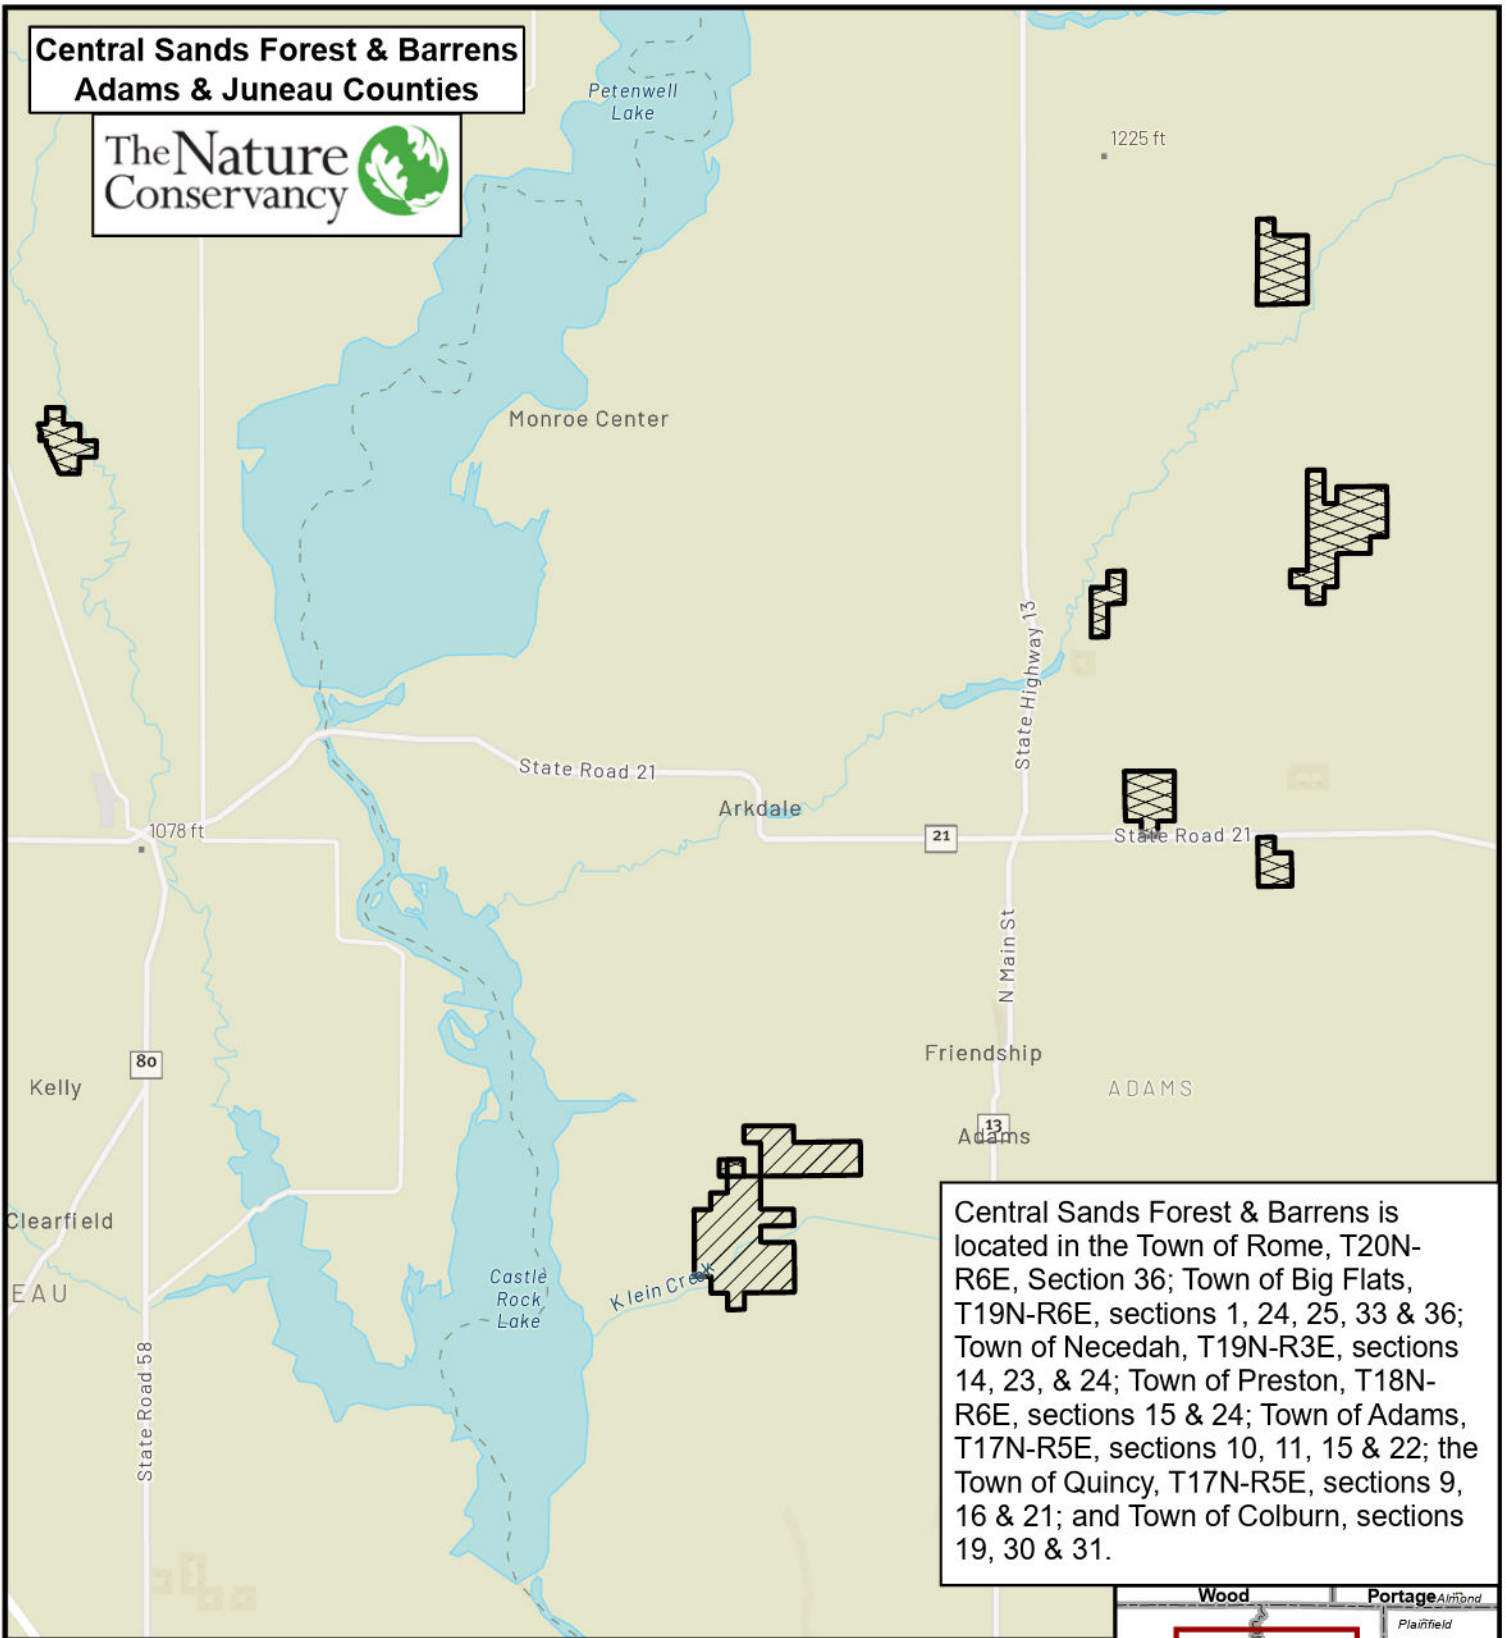 Central Sands Forest & Barrens
Adams & Juneau Counties
The Nature
Conservancy
Petenwell
Lake
1225 ft
Monroe Center
State Highway 13
State Road 21
Arkdale
1078 ft
21
State Road 21
N Main St
Friendship
80
Kelly
ADAMS
13
Adams
Clearfield
EAU
Castle
Rock
Lake
Klein Creek
State Road 58
Central Sands Forest & Barrens is
located in the Town of Rome, T20N-
R6E, Section 36; Town of Big Flats,
T19N-R6E, sections 1, 24, 25, 33 & 36;
Town of Necedah, T19N-R3E, sections
14, 23, & 24; Town of Preston, T18N-
R6E, sections 15 & 24; Town of Adams,
T17N-R5E, sections 10, 11, 15 & 22; the
Town of Quincy, T17N-R5E, sections 9,
16 & 21; and Town of Colburn, sections
19, 30 & 31.
Wood
Portage
Almond
Plainfield